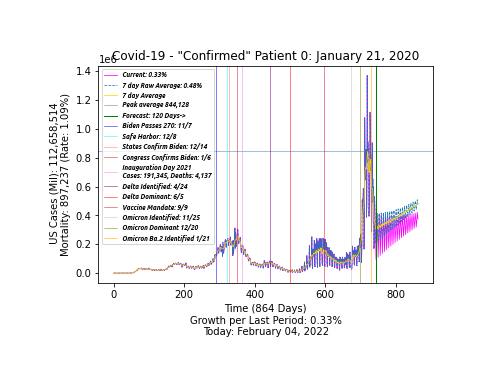 Covid-19 - "Confirmed" Patient 0: January 21, 2020
1e6
1.4
1.2
1.0
0.8
0.6
0.4
0.2
0.0
US Cases (Mil): 112,658,514
Mortality: 897,237 (Rate: 1.09%)
Current: 0.33%
7 day Raw Average: 0.48%
7 day Average
Peak average 844,128
Forecast: 120 Days->
Biden Passes 270: 11/7
Safe Harbor: 12/8
States Confirm Biden: 12/14
Congress Confirms Biden: 1/6
Inauguration Day 2021
Cases: 191,345, Deaths: 4,137
Delta Identified: 4/24
Delta Dominant: 6/5
Vaccine Mandate: 9/9
Omicron Identified: 11/25
Omicron Dominant 12/20
Omicron Ba.2 Identified 1/21
0
200
400
600
800
Time (864 Days)
Growth per Last Period: 0.33%
Today: February 04, 2022